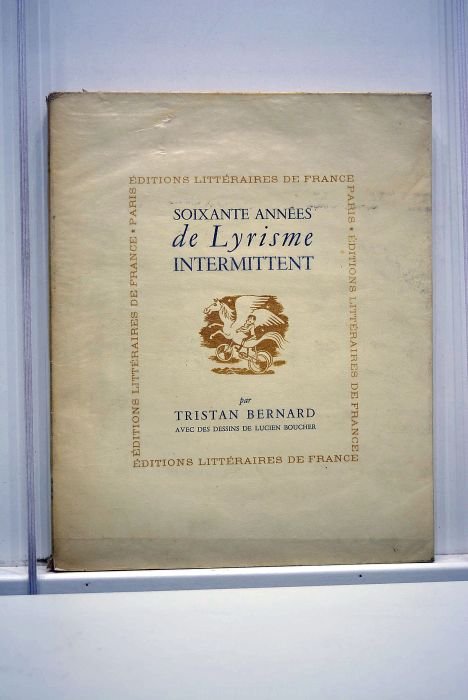 ÉDITIONS LITTÉRAIRES DE FRANCE
PARIS * ÉDITIONS LITTÉRAIRES DE FRANCE
ÉDITIONS LITTÉRAIRES DE FRANCE * PARIS
SOIXANTE ANNÉES
de Lyrisme
INTERMITTENT
par
TRISTAN BERNARD
AVEC DES DESSINS DE LUCIEN BOUCHER
ÉDITIONS LITTÉRAIRES DE FRANCE